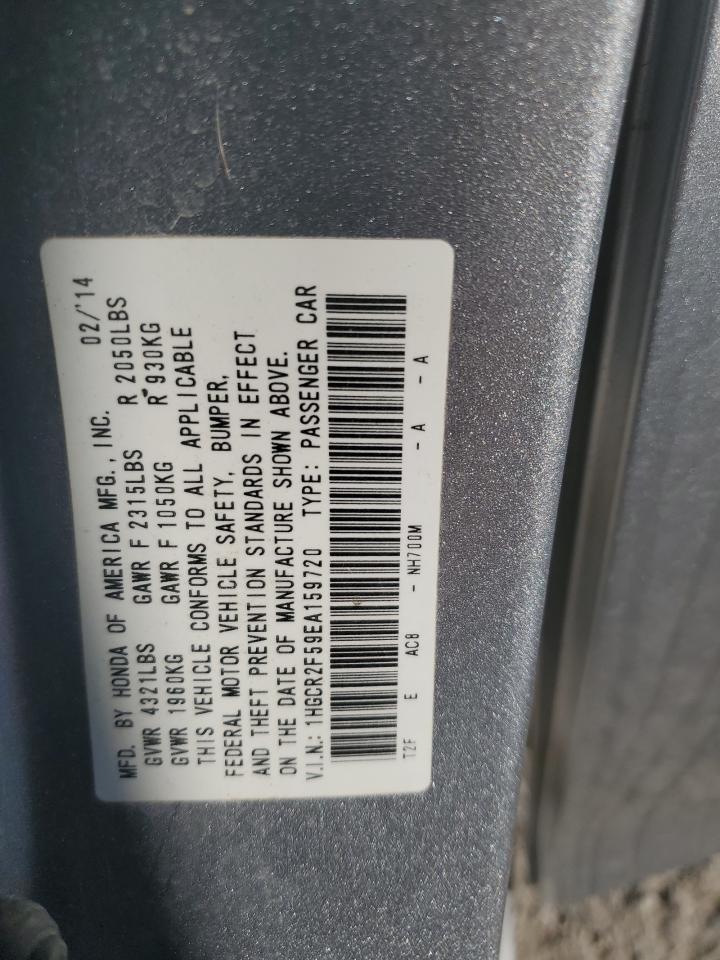 MFD. BY HONDA OF AMERICA MFG., INC. 02/'14
GVWR 4321LBS GAWR F 2315LBS R 2050LBS
GVWR 1960KG GAWR F 1050KG R 930KG
THIS VEHICLE CONFORMS TO ALL APPLICABLE
FEDERAL MOTOR VEHICLE SAFETY, BUMPER,
AND THEFT PREVENTION STANDARDS IN EFFECT
ON THE DATE OF MANUFACTURE SHOWN ABOVE.
V.I.N.: 1HGCR2F59EA159720 TYPE: PASSENGER CAR
T2F E AC8 - NH700M - A - A